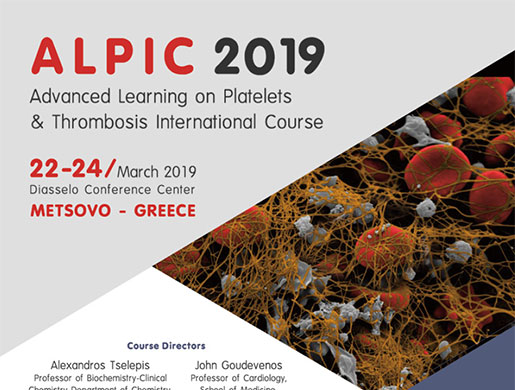 ALPIC 2019
Advanced Learning on Platelets
& Thrombosis International Course
22-24/March 2019
Diasselo Conference Center
METSOVO - GREECE
Course Directors
Alexandros Tselepis
John Goudevenos
Professor of Biochemistry-Clinical
Professor of Cardiology,
Chemistry Department of Chemistry
School of Medicine